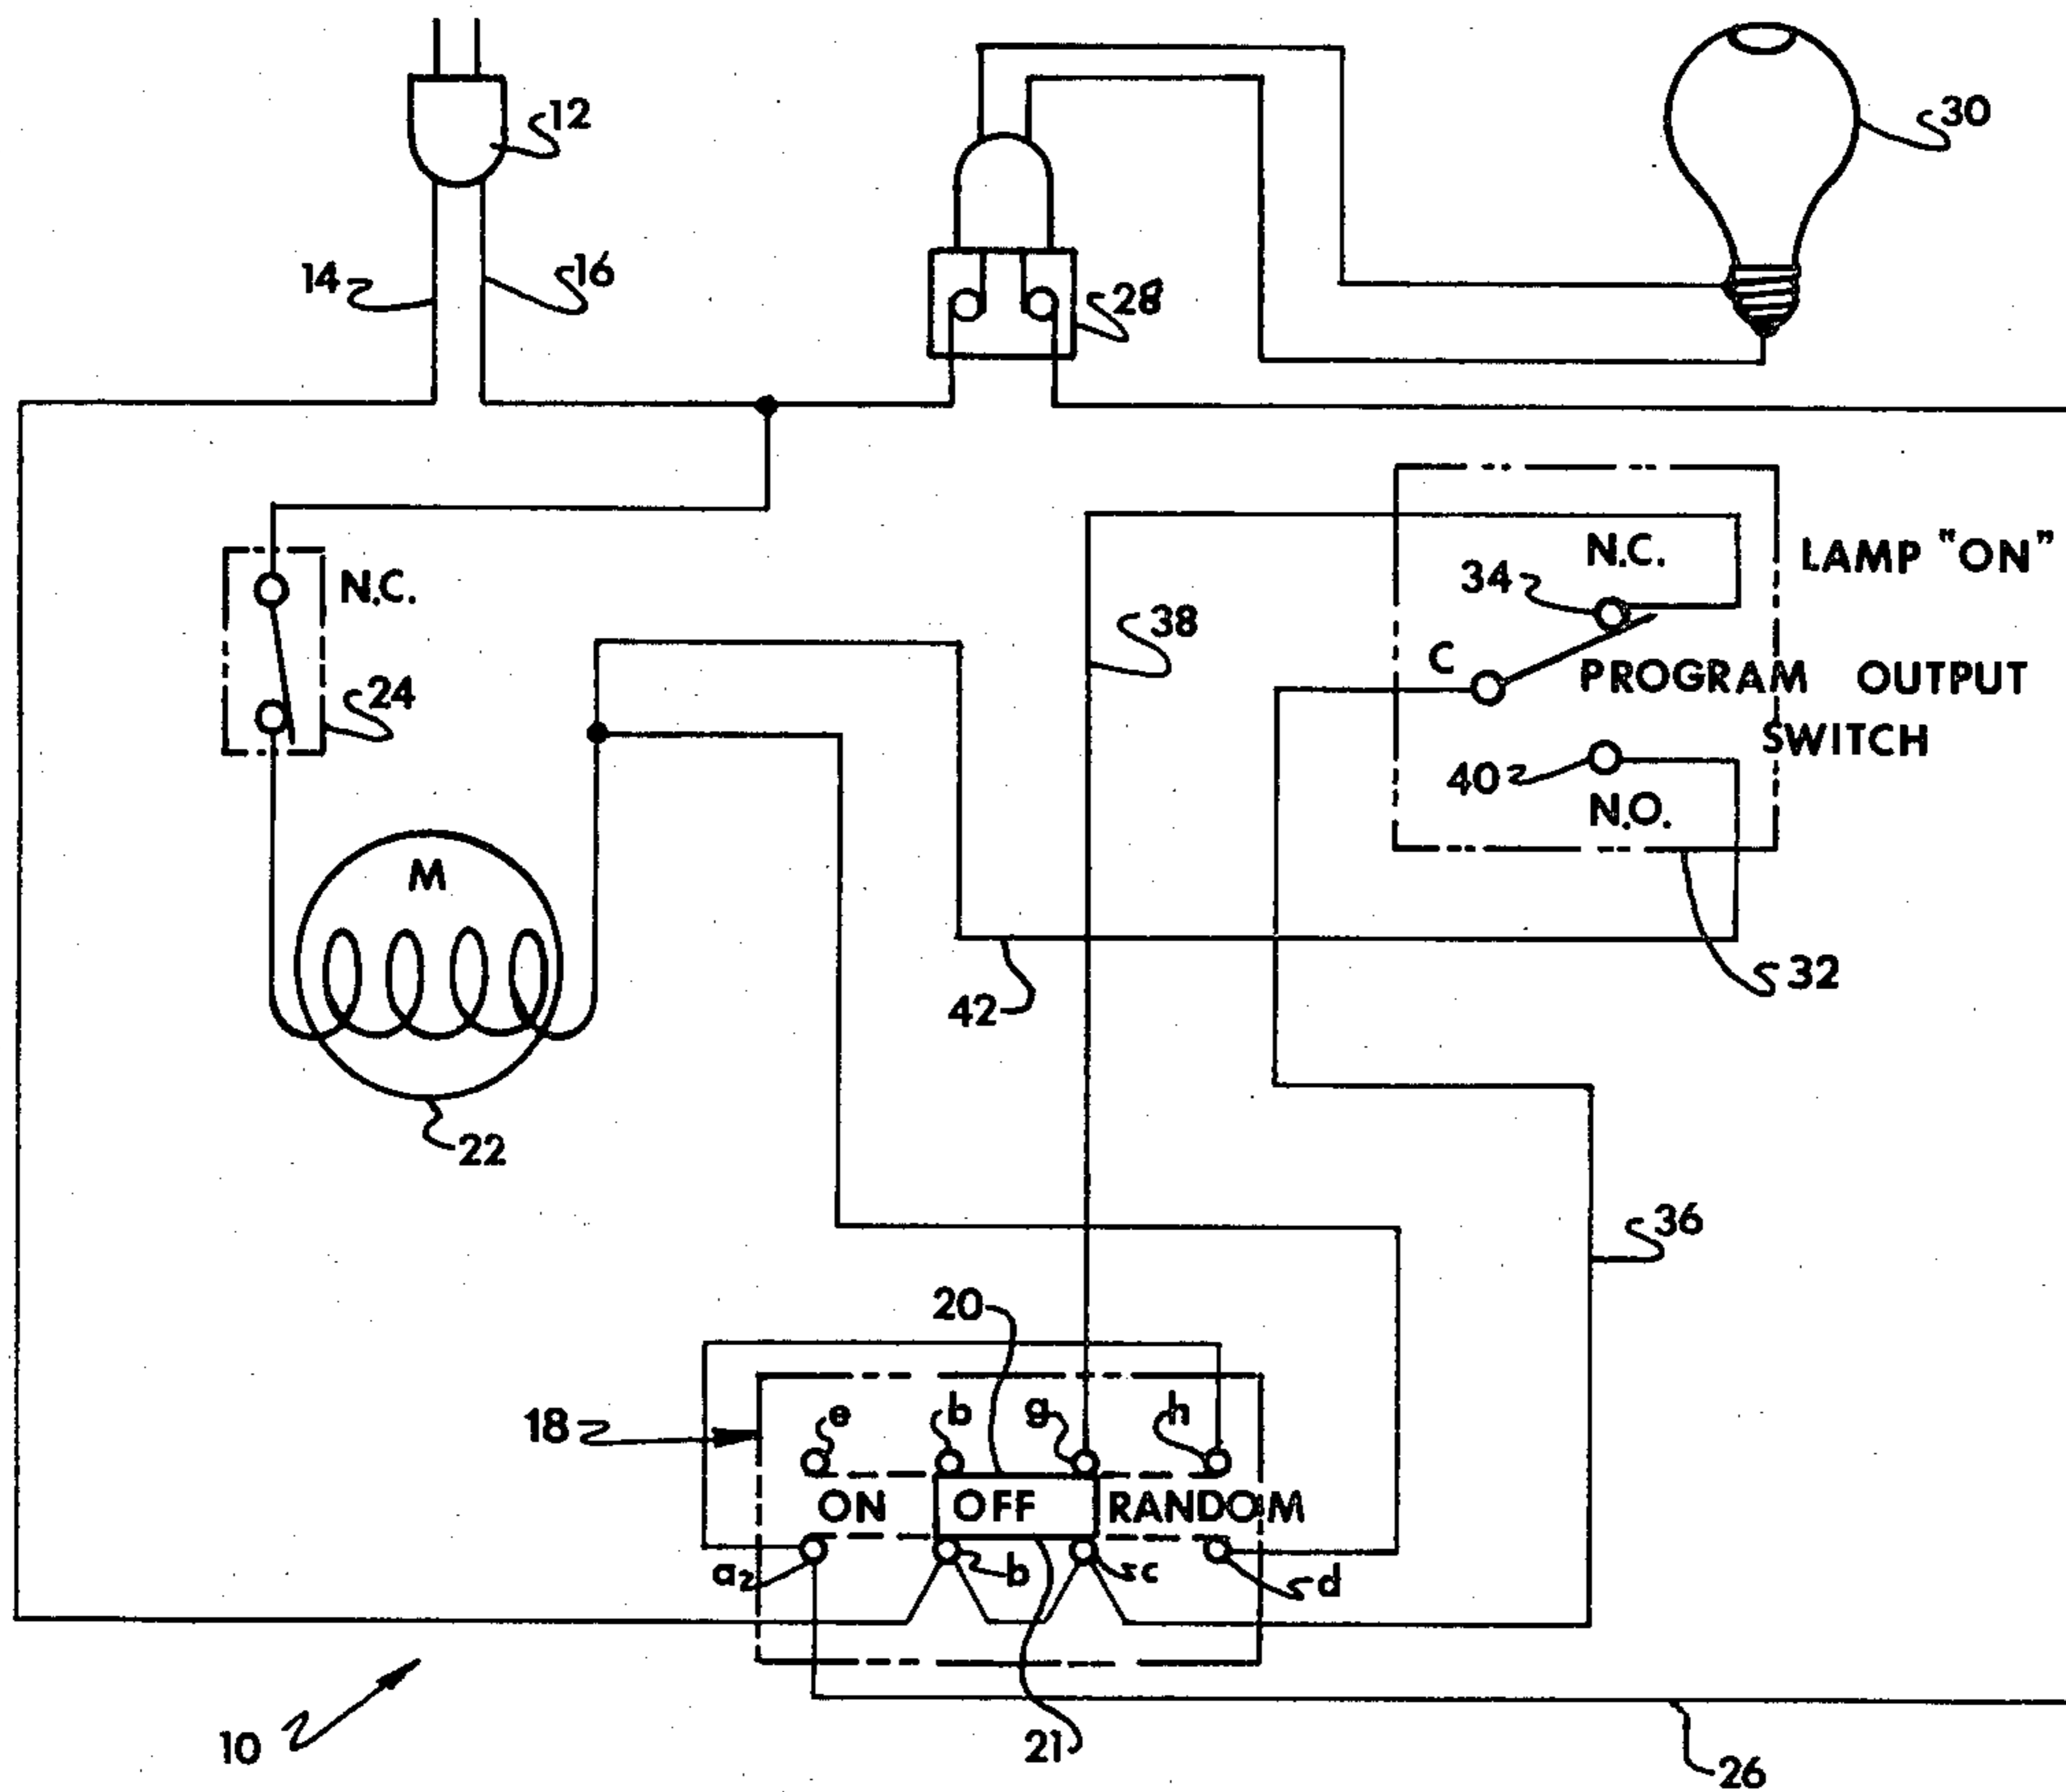 12
30
14
16
28
N.C.
LAMP "ON"
34
38
N.C.
C
PROGRAM OUTPUT
24
SWITCH
40
N.O.
M
32
42
22
36
20
18
e b g h
ON OFF RANDOM
a b c d
10
21
26